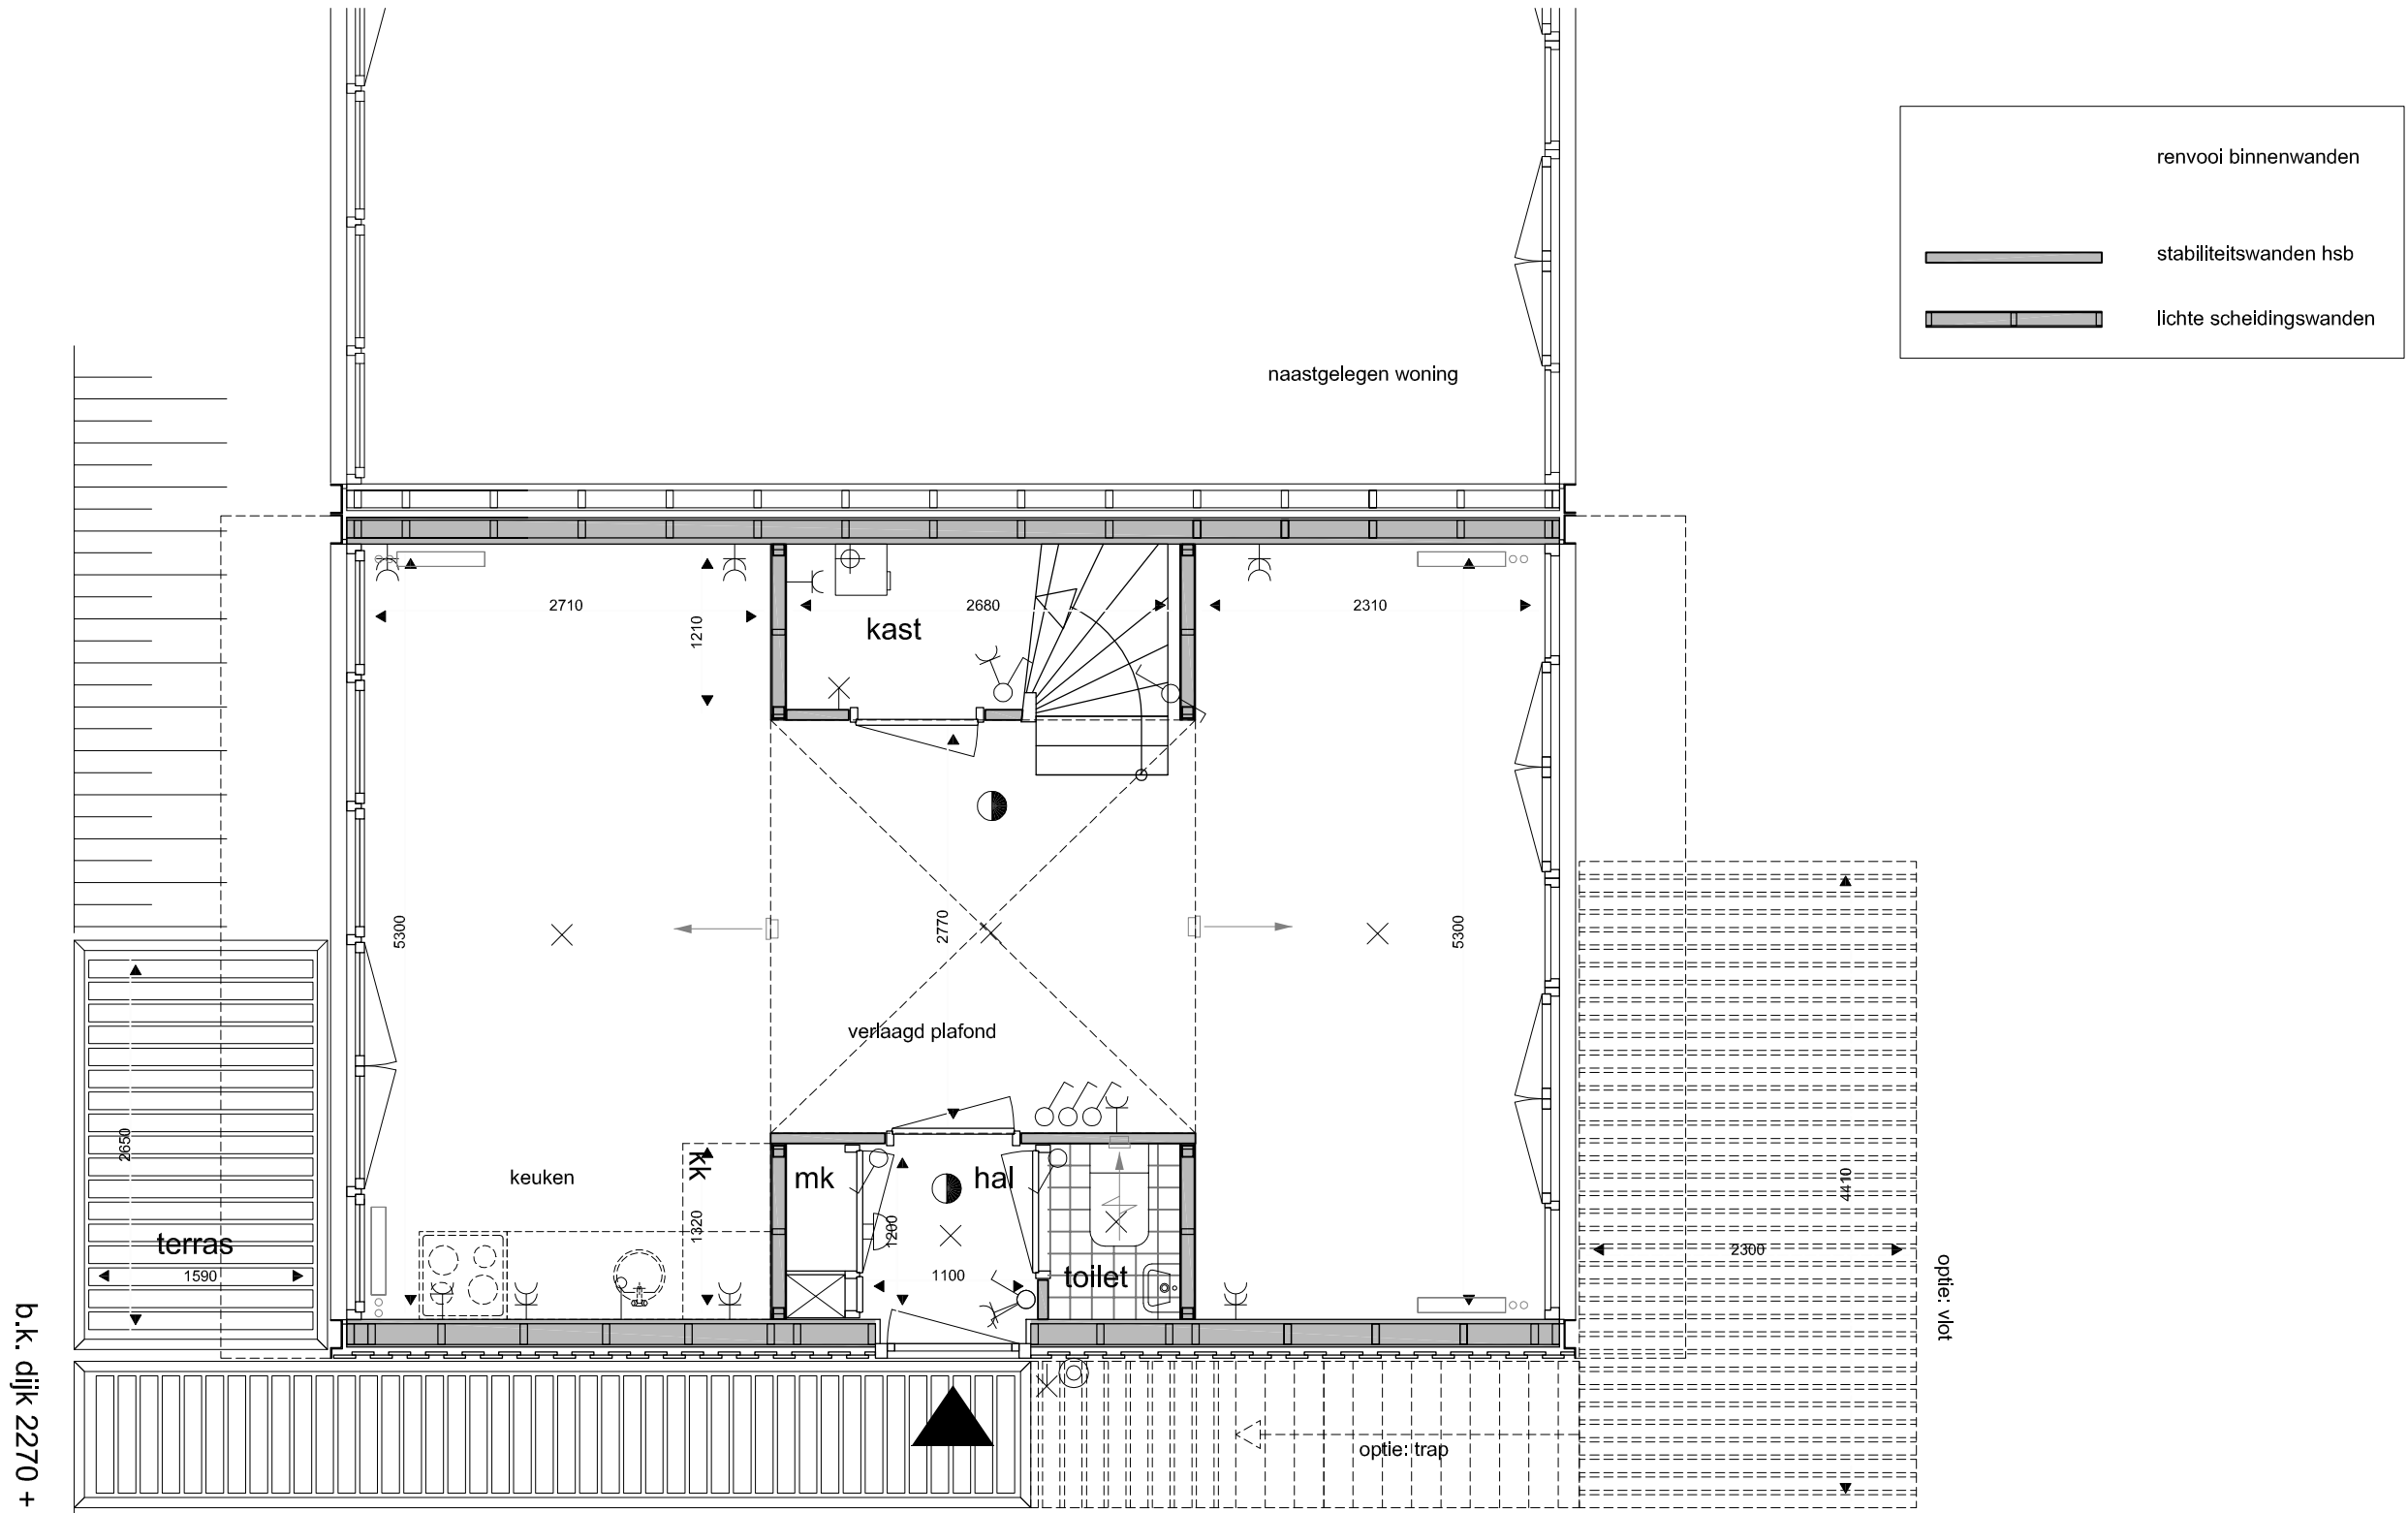 renvooi binnenwanden
stabiliteitswanden hsb
lichte scheidingswanden
naastgelegen woning
2710
1210
2680
2310
kast
5300
2770
5300
verlaagd plafond
2650
keuken
kk
mk
hal
1320
1200
4410
terras
1590
1100
toilet
2300
optie: vlot
optie: trap
b.k. dijk 2270 +